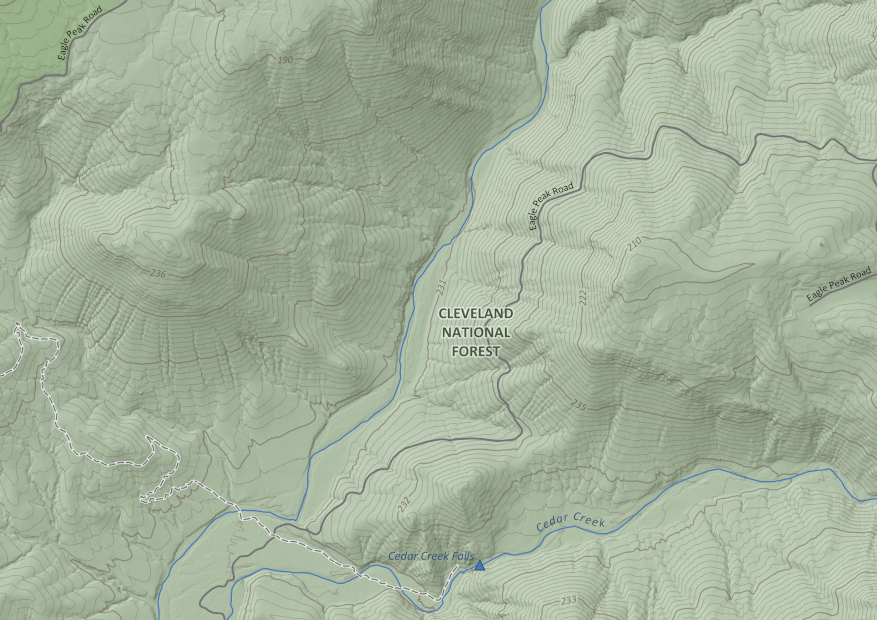 Eagle Peak Road
190
Eagle Peak Road
210
236
231
222
Eagle Peak Road
CLEVELAND
NATIONAL
FOREST
235
232
Cedar Creek
Cedar Creek Falls
233